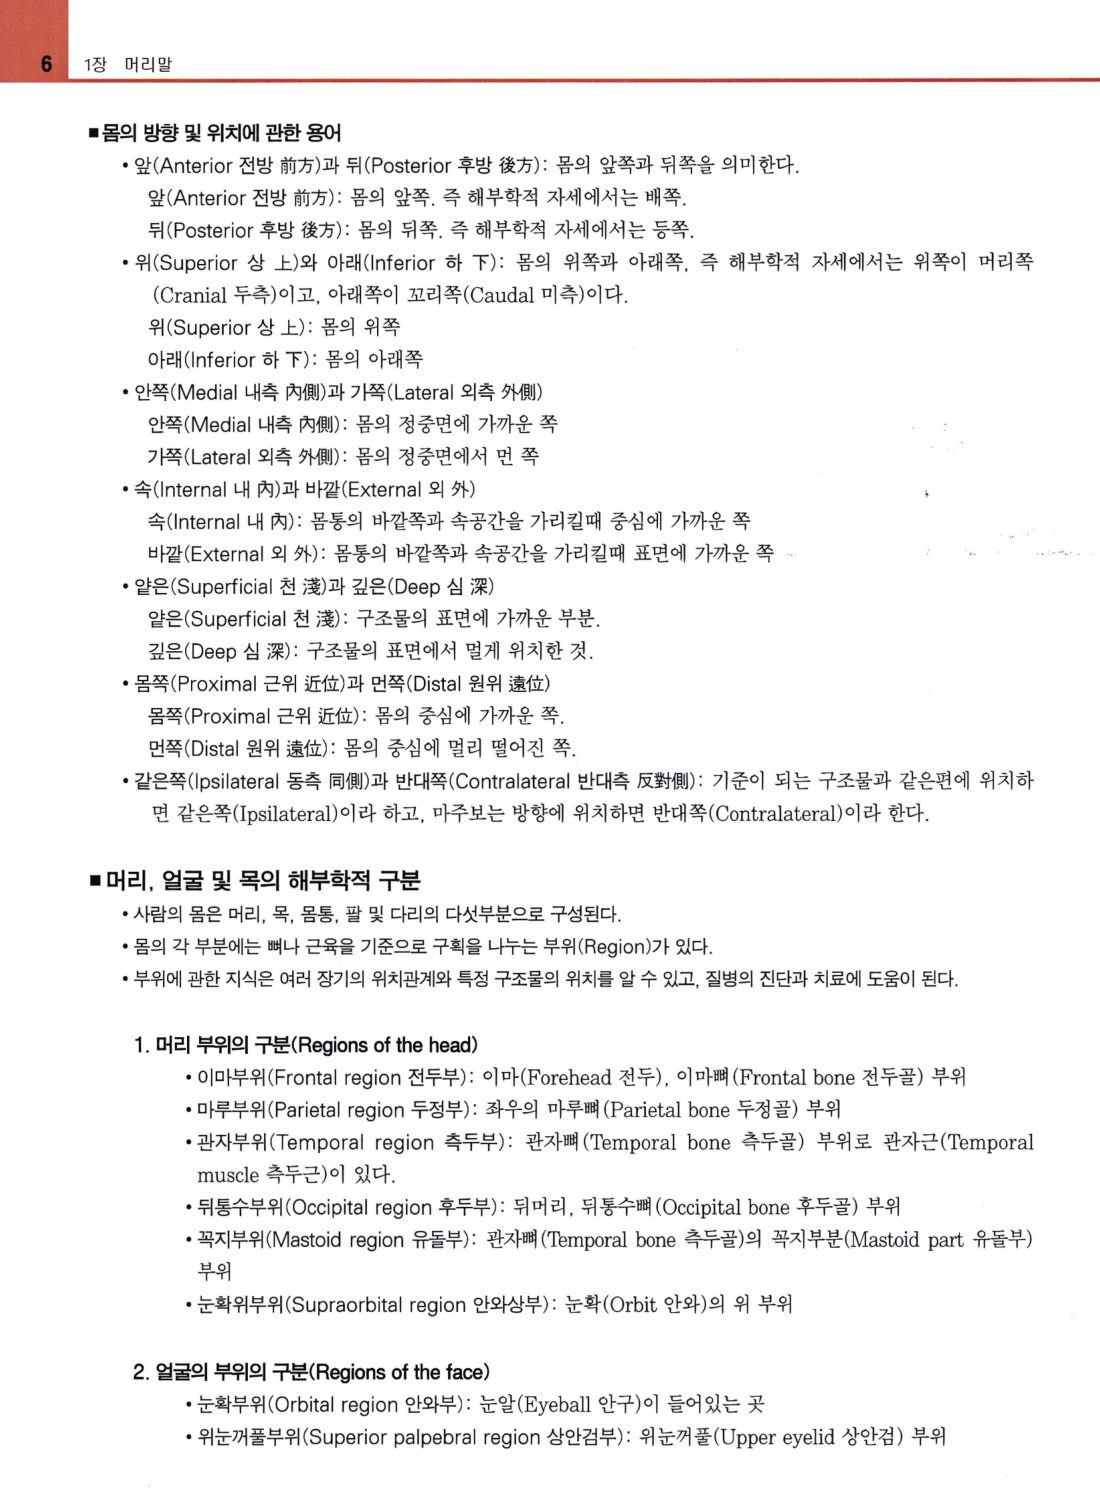 6 1장 머리말
■ 몸의 방향 및 위치에 관한 용어
• 앞(Anterior 전방 前方)과 뒤(Posterior 후방 後方): 몸의 앞쪽과 뒤쪽을 의미한다.
앞(Anterior 전방 前方): 몸의 앞쪽. 즉 해부학적 자세에서는 배쪽.
뒤(Posterior 후방 後方): 몸의 뒤쪽. 즉 해부학적 자세에서는 등쪽.
• 위(Superior 상 上)와 아래(Inferior 하 下): 몸의 위쪽과 아래쪽, 즉 해부학적 자세에서는 위쪽이 머리쪽
(Cranial 두측)이고, 아래쪽이 꼬리쪽(Caudal 미측)이다.
위(Superior 상 上): 몸의 위쪽
아래(Inferior 하 下): 몸의 아래쪽
• 안쪽(Medial 내측 內側)과 가쪽(Lateral 외측 外側)
안쪽(Medial 내측 內側): 몸의 정중면에 가까운 쪽
가쪽(Lateral 외측 外側): 몸의 정중면에서 먼 쪽
• 속(Internal 내 內)과 바깥(External 외 外)
속(Internal 내 內): 몸통의 바깥쪽과 속공간을 가리킬때 중심에 가까운 쪽
바깥(External 외 外): 몸통의 바깥쪽과 속공간을 가리킬때 표면에 가까운 쪽
• 얕은(Superficial 천 淺)과 깊은(Deep 심 深)
얕은(Superficial 천 淺): 구조물의 표면에 가까운 부분.
깊은(Deep 심 深): 구조물의 표면에서 멀게 위치한 것.
• 몸쪽(Proximal 근위 近位)과 먼쪽(Distal 원위 遠位)
몸쪽(Proximal 근위 近位): 몸의 중심에 가까운 쪽.
먼쪽(Distal 원위 遠位): 몸의 중심에 멀리 떨어진 쪽.
• 같은쪽(Ipsilateral 동측 同側)과 반대쪽(Contralateral 반대측 反對側): 기준이 되는 구조물과 같은편에 위치하
면 같은쪽(Ipsilateral)이라 하고, 마주보는 방향에 위치하면 반대쪽(Contralateral)이라 한다.
■ 머리, 얼굴 및 목의 해부학적 구분
• 사람의 몸은 머리, 목, 몸통, 팔 및 다리의 다섯부분으로 구성된다.
• 몸의 각 부분에는 뼈나 근육을 기준으로 구획을 나누는 부위(Region)가 있다.
• 부위에 관한 지식은 여러 장기의 위치관계와 특정 구조물의 위치를 알 수 있고, 질병의 진단과 치료에 도움이 된다.
1. 머리 부위의 구분(Regions of the head)
• 이마부위(Frontal region 전두부): 이마(Forehead 전두), 이마뼈(Frontal bone 전두골) 부위
• 마루부위(Parietal region 두정부): 좌우의 마루뼈(Parietal bone 두정골) 부위
• 관자부위(Temporal region 측두부): 관자뼈(Temporal bone 측두골) 부위로 관자근(Temporal
muscle 측두근)이 있다.
• 뒤통수부위(Occipital region 후두부): 뒤머리, 뒤통수뼈(Occipital bone 후두골) 부위
• 꼭지부위(Mastoid region 유돌부): 관자뼈(Temporal bone 측두골)의 꼭지부분(Mastoid part 유돌부)
부위
• 눈확위부위(Supraorbital region 안와상부): 눈확(Orbit 안와)의 위 부위
2. 얼굴의 부위의 구분(Regions of the face)
• 눈확부위(Orbital region 안와부): 눈알(Eyeball 안구)이 들어있는 곳
• 위눈꺼풀부위(Superior palpebral region 상안검부): 위눈꺼풀(Upper eyelid 상안검) 부위